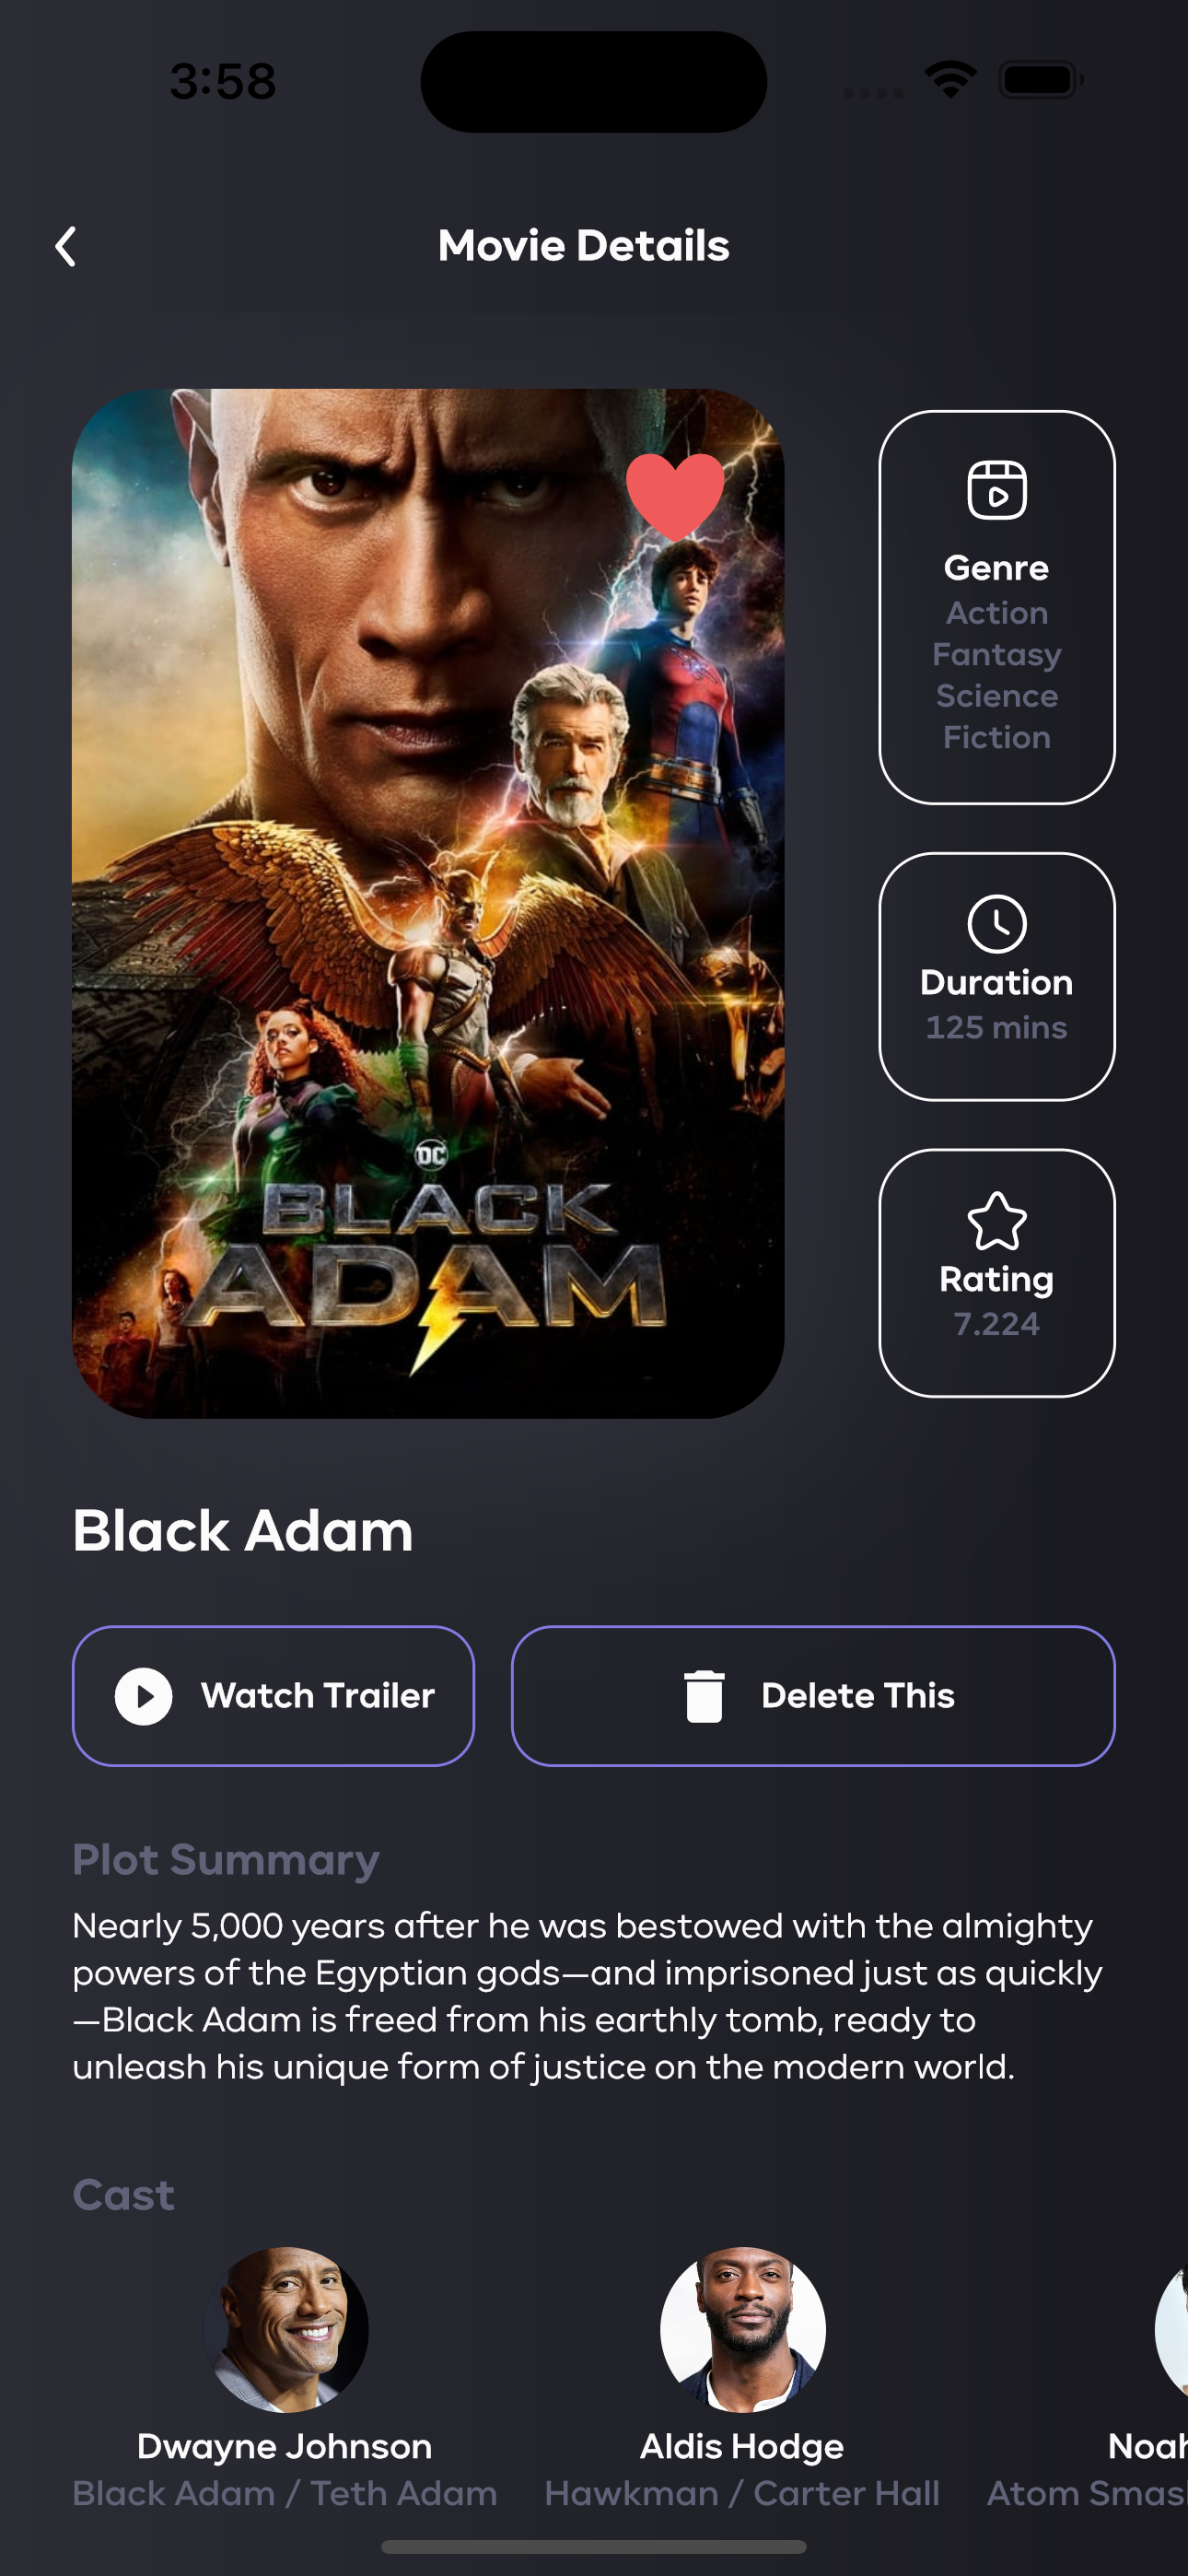 3:58
Movie Details
Genre
Action
Fantasy
Science
Fiction
Duration
125 mins
Rating
7.224
DC
BLACK
ADAM
Black Adam
Watch Trailer
Delete This
Plot Summary
Nearly 5,000 years after he was bestowed with the almighty
powers of the Egyptian gods—and imprisoned just as quickly
—Black Adam is freed from his earthly tomb, ready to
unleash his unique form of justice on the modern world.
Cast
Dwayne Johnson
Aldis Hodge
Black Adam / Teth Adam
Hawkman / Carter Hall
Atom